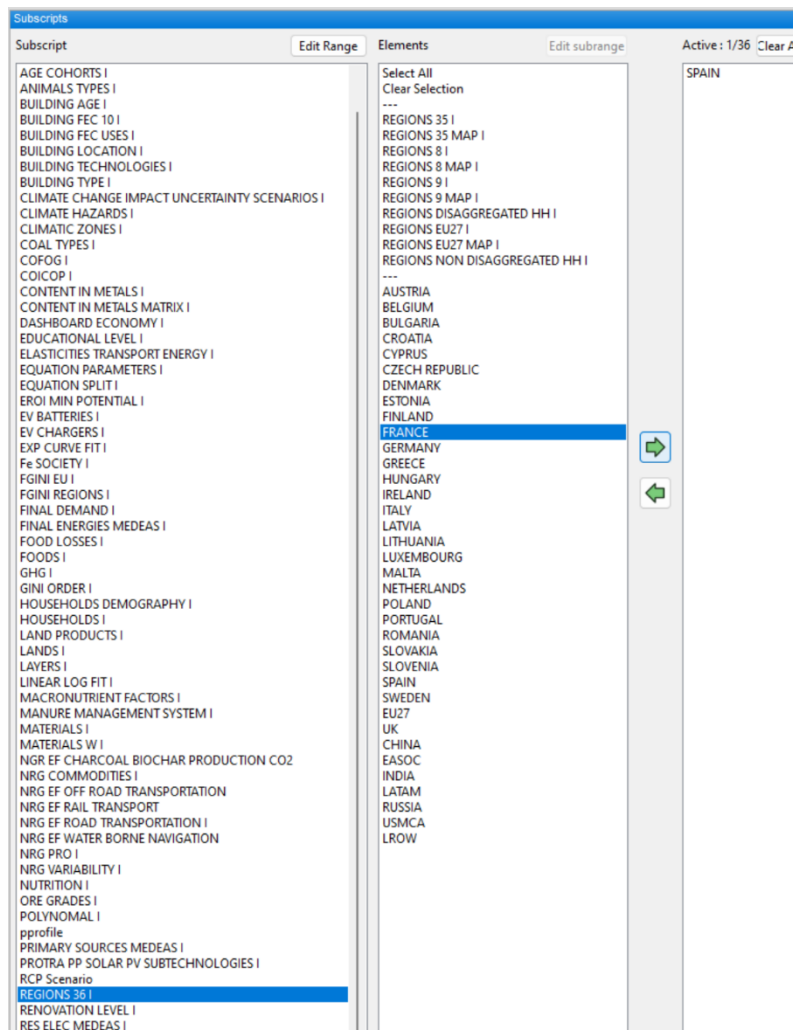 Subscripts
Subscript
Edit Range
AGE COHORTS I
ANIMALS TYPES I
BUILDING AGE I
BUILDING FEC 10 I
BUILDING FEC USES I
BUILDING LOCATION I
BUILDING TECHNOLOGIES I
BUILDING TYPE I
CLIMATE CHANGE IMPACT UNCERTAINTY SCENARIOS I
CLIMATE HAZARDS I
CLIMATIC ZONES I
COAL TYPES I
COFOG I
COICOP I
CONTENT IN METALS I
CONTENT IN METALS MATRIX I
DASHBOARD ECONOMY I
EDUCATIONAL LEVEL I
ELASTICITIES TRANSPORT ENERGY I
EQUATION PARAMETERS I
EQUATION SPLIT I
EROI MIN POTENTIAL I
EV BATTERIES I
EV CHARGERS I
EXP CURVE FIT I
Fe SOCIETY I
FGINI EU I
FGINI REGIONS I
FINAL DEMAND I
FINAL ENERGIES MEDEAS I
FOOD LOSSES I
FOODS I
GHG I
GINI ORDER I
HOUSEHOLDS DEMOGRAPHY I
HOUSEHOLDS I
LAND PRODUCTS I
LANDS I
LAYERS I
LINEAR LOG FIT I
MACRONUTRIENT FACTORS I
MANURE MANAGEMENT SYSTEM I
MATERIALS I
MATERIALS W I
NGR EF CHARCOAL BIOCHAR PRODUCTION CO2
NRG COMMODITIES I
NRG EF OFF ROAD TRANSPORTATION
NRG EF RAIL TRANSPORT
NRG EF ROAD TRANSPORTATION I
NRG EF WATER BORNE NAVIGATION
NRG PRO I
NRG VARIABILITY I
NUTRITION I
ORE GRADES I
POLYNOMAL I
pprofile
PRIMARY SOURCES MEDEAS I
PROTRA PP SOLAR PV SUBTECHNOLOGIES I
RCP Scenario
REGIONS 36 I
RENOVATION LEVEL I
RES ELEC MEDEAS I
Elements
Edit subrange
Select All
Clear Selection
---
REGIONS 35 I
REGIONS 35 MAP I
REGIONS 8 I
REGIONS 8 MAP I
REGIONS 9 I
REGIONS 9 MAP I
REGIONS DISAGGREGATED HH I
REGIONS EU27 I
REGIONS EU27 MAP I
REGIONS NON DISAGGREGATED HH I
---
AUSTRIA
BELGIUM
BULGARIA
CROATIA
CYPRUS
CZECH REPUBLIC
DENMARK
ESTONIA
FINLAND
FRANCE
GERMANY
GREECE
HUNGARY
IRELAND
ITALY
LATVIA
LITHUANIA
LUXEMBOURG
MALTA
NETHERLANDS
POLAND
PORTUGAL
ROMANIA
SLOVAKIA
SLOVENIA
SPAIN
SWEDEN
EU27
UK
CHINA
EASOC
INDIA
LATAM
RUSSIA
USMCA
LROW
Active : 1/36
Clear A
SPAIN